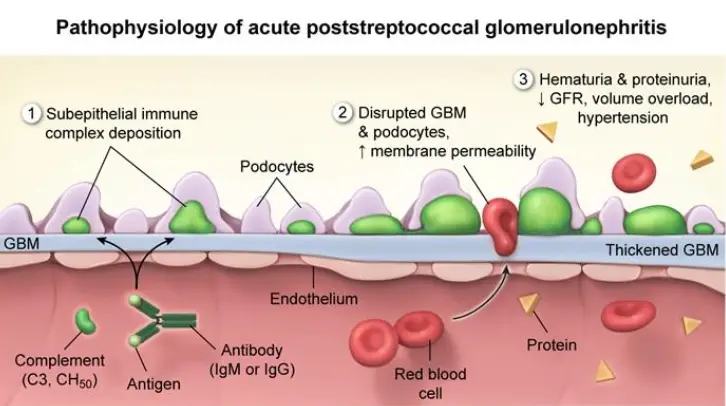 Pathophysiology of acute poststreptococcal glomerulonephritis
1 Subepithelial immune
complex deposition
Podocytes
2 Disrupted GBM
& podocytes,
↑ membrane permeability
3 Hematuria & proteinuria,
↓ GFR, volume overload,
hypertension
GBM
Thickened GBM
Endothelium
Complement
(C3, CH₅₀)
Antigen
Antibody
(IgM or IgG)
Red blood
cell
Protein